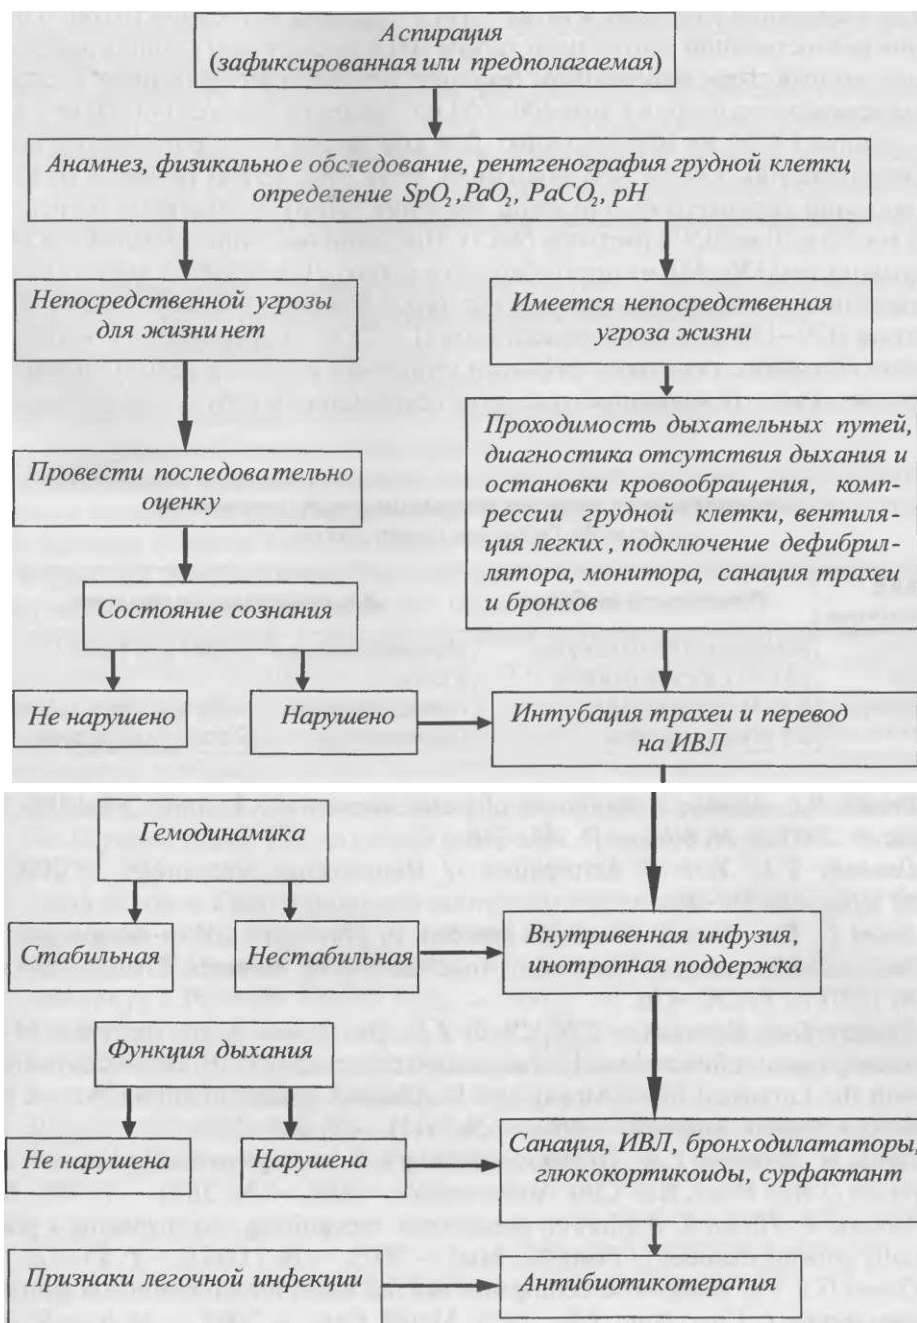 Аспирация
(зафиксированная или предполагаемая)
Анамнез, физикальное обследование, рентгенография грудной клетки
определение SpO₂,PaO₂, PaCO₂, pH
Непосредственной угрозы
для жизни нет
Имеется непосредственная
угроза жизни
Провести последовательно
оценку
Проходимость дыхательных путей,
диагностика отсутствия дыхания и
остановки кровообращения, комп-
рессии грудной клетки, вентиля-
ция легких, подключение дефибрил-
лятора, монитора, санация трахеи
и бронхов
Состояние сознания
Не нарушено
Нарушено
Интубация трахеи и перевод
на ИВЛ
Гемодинамика
Стабильная
Нестабильная
Внутривенная инфузия,
инотропная поддержка
Функция дыхания
Не нарушена
Нарушена
Санация, ИВЛ, бронходилататоры,
глюкокортикоиды, сурфактант
Признаки легочной инфекции
Антибиотикотерапия